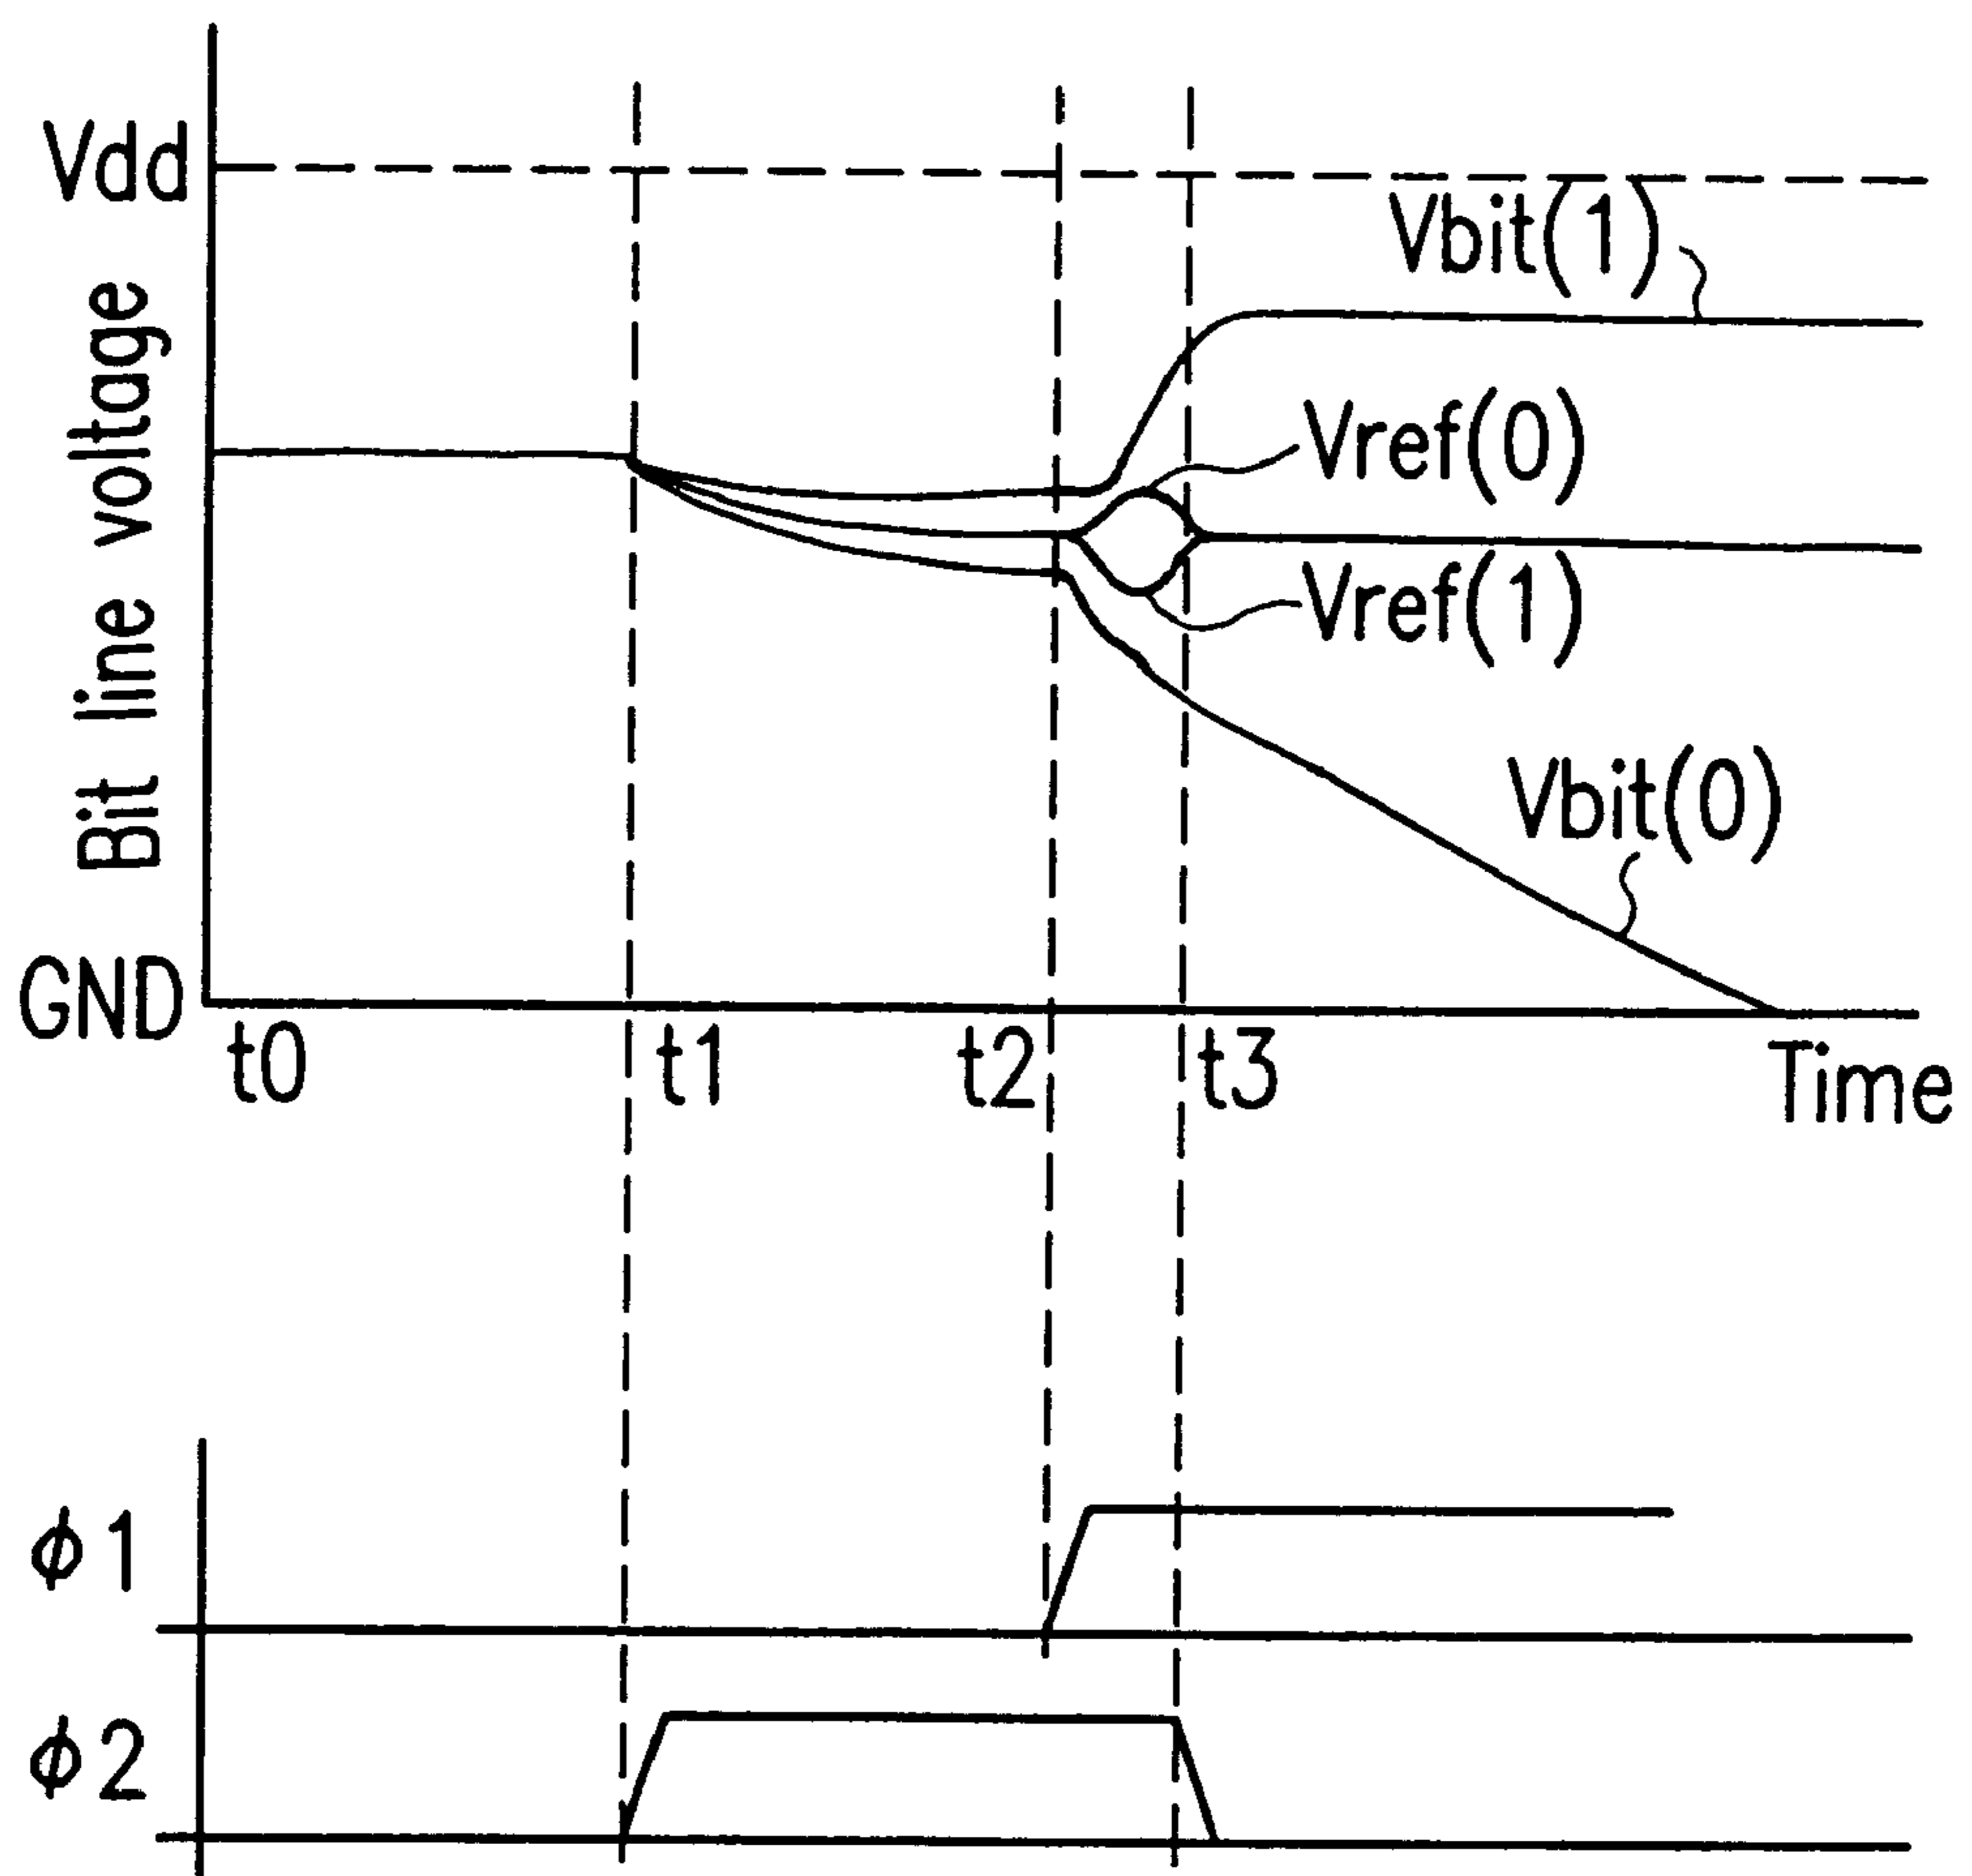 Vdd
Vbit(1)
Bit line voltage
Vref(0)
Vref(1)
Vbit(0)
GND
t0
t1
t2
t3
Time
ϕ1
ϕ2